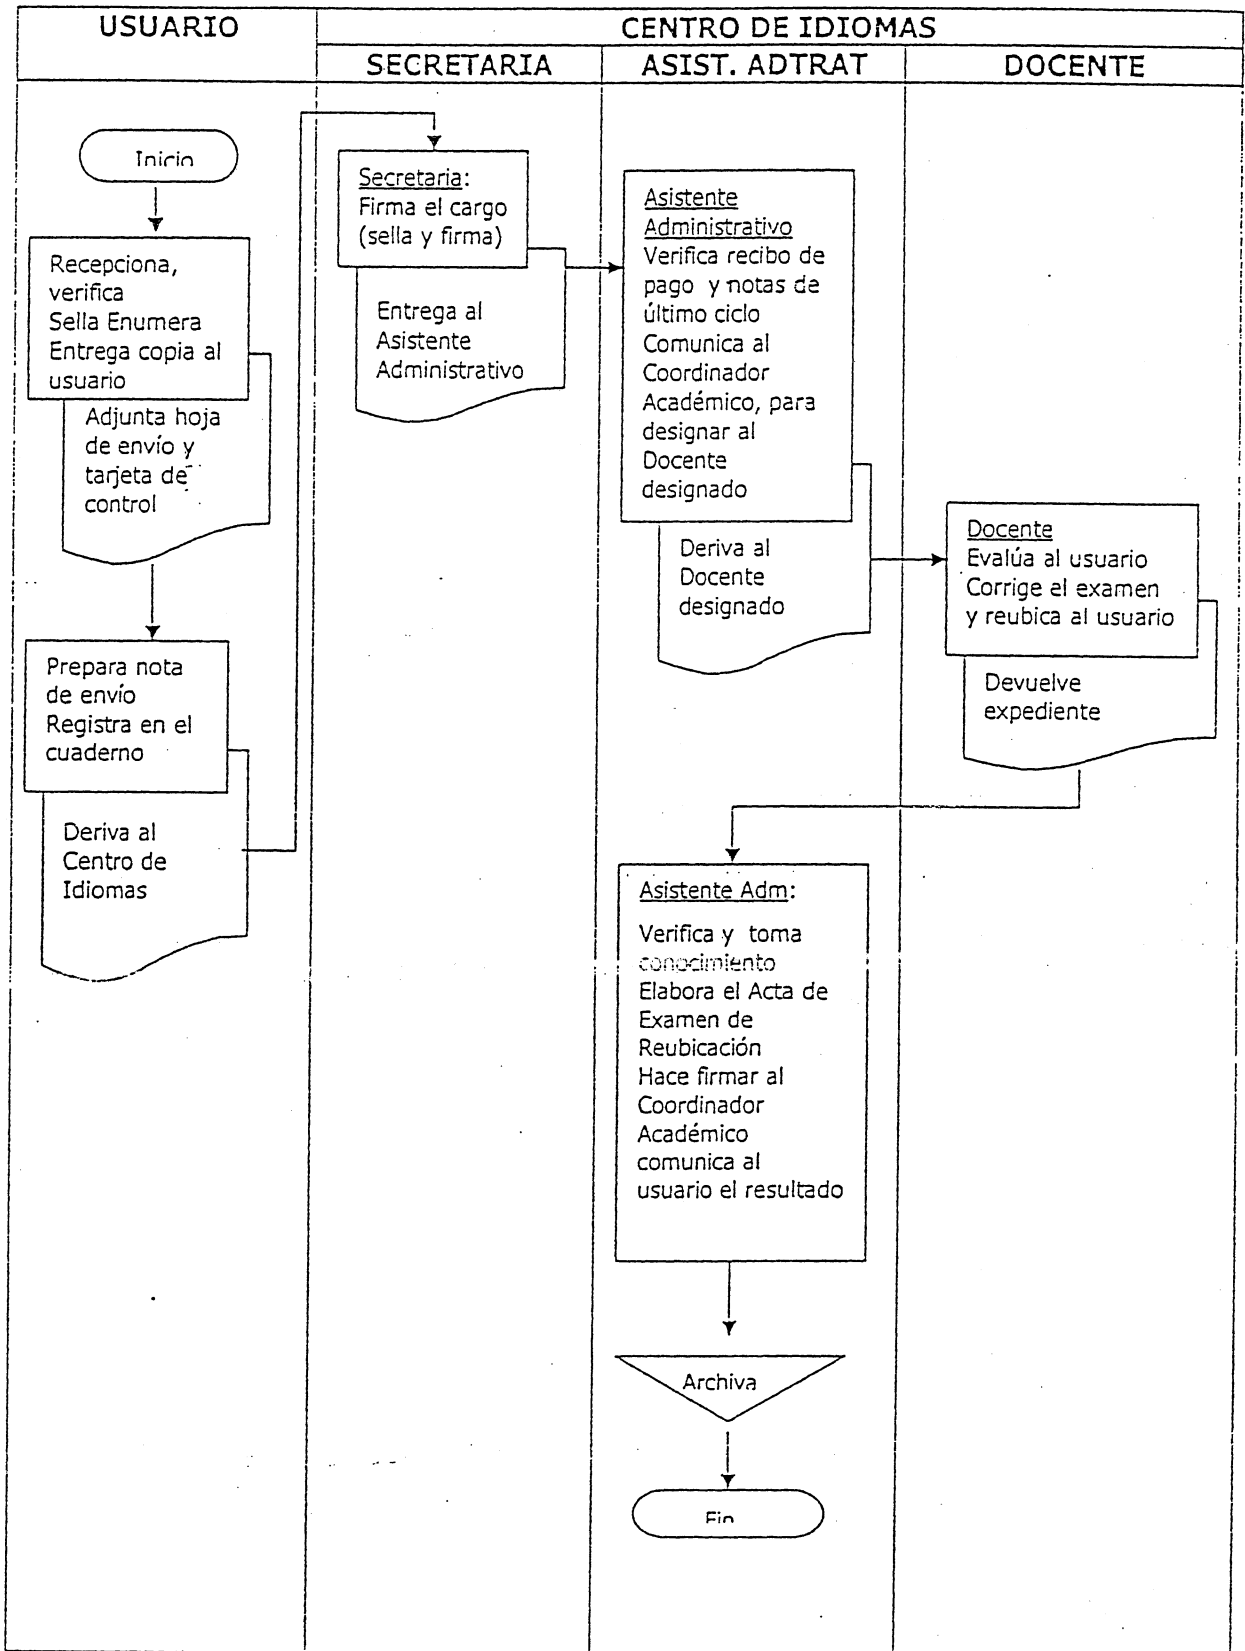 USUARIO
CENTRO DE IDIOMAS
SECRETARIA
ASIST. ADTRAT
DOCENTE
Inicio
Recepciona,
verifica
Sella Enumera
Entrega copia al
usuario
Adjunta hoja
de envío y
tarjeta de
control
Prepara nota
de envío
Registra en el
cuaderno
Deriva al
Centro de
Idiomas
Secretaria:
Firma el cargo
(sella y firma)
Entrega al
Asistente
Administrativo
Asistente
Administrativo
Verifica recibo de
pago y notas de
último ciclo
Comunica al
Coordinador
Académico, para
designar al
Docente
designado
Deriva al
Docente
designado
Docente
Evalúa al usuario
Corrige el examen
y reubica al usuario
Devuelve
expediente
Asistente Adm:
Verifica y toma
conocimiento
Elabora el Acta de
Examen de
Reubicación
Hace firmar al
Coordinador
Académico
comunica al
usuario el resultado
Archiva
Fin